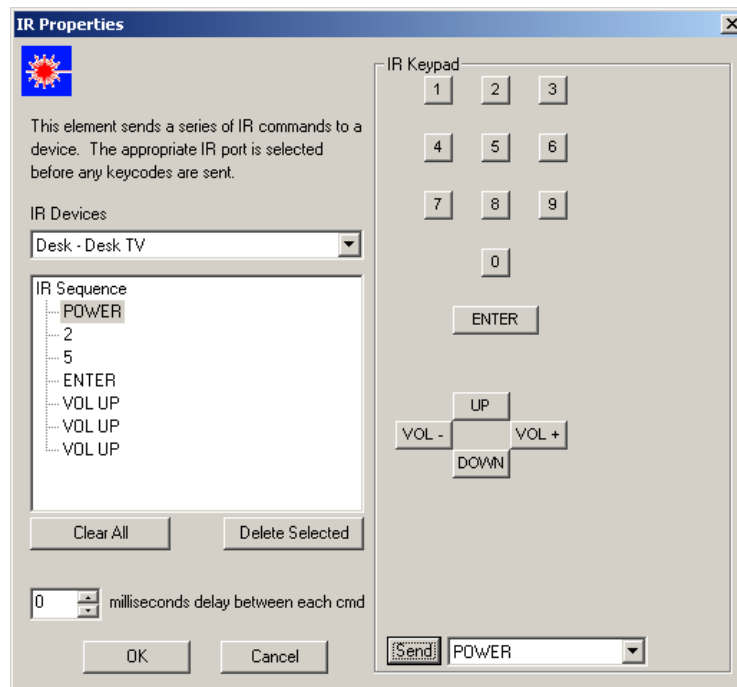 IR Properties
This element sends a series of IR commands to a
device. The appropriate IR port is selected
before any keycodes are sent.
IR Devices
Desk - Desk TV
IR Sequence
POWER
2
5
ENTER
VOL UP
VOL UP
VOL UP
Clear All Delete Selected
0 milliseconds delay between each cmd
OK Cancel
IR Keypad
1 2 3
4 5 6
7 8 9
0
ENTER
UP
VOL - VOL +
DOWN
Send POWER